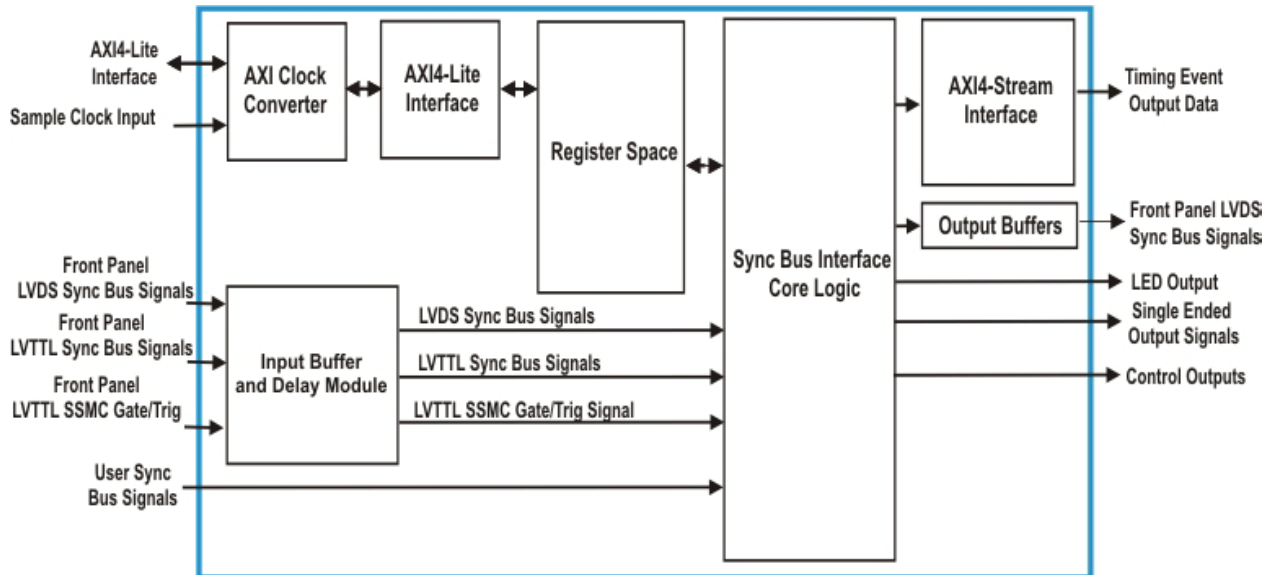 AXI4-Lite
Interface
Sample Clock Input
AXI Clock
Converter
AXI4-Lite
Interface
Register Space
Sync Bus Interface
Core Logic
AXI4-Stream
Interface
Timing Event
Output Data
Output Buffers
Front Panel LVDS
Sync Bus Signals
LED Output
Single Ended
Output Signals
Control Outputs
Front Panel
LVDS Sync Bus Signals
Front Panel
LVTTL Sync Bus Signals
Front Panel
LVTTL SSMC Gate/Trig
Input Buffer
and Delay Module
LVDS Sync Bus Signals
LVTTL Sync Bus Signals
LVTTL SSMC Gate/Trig Signal
User Sync
Bus Signals